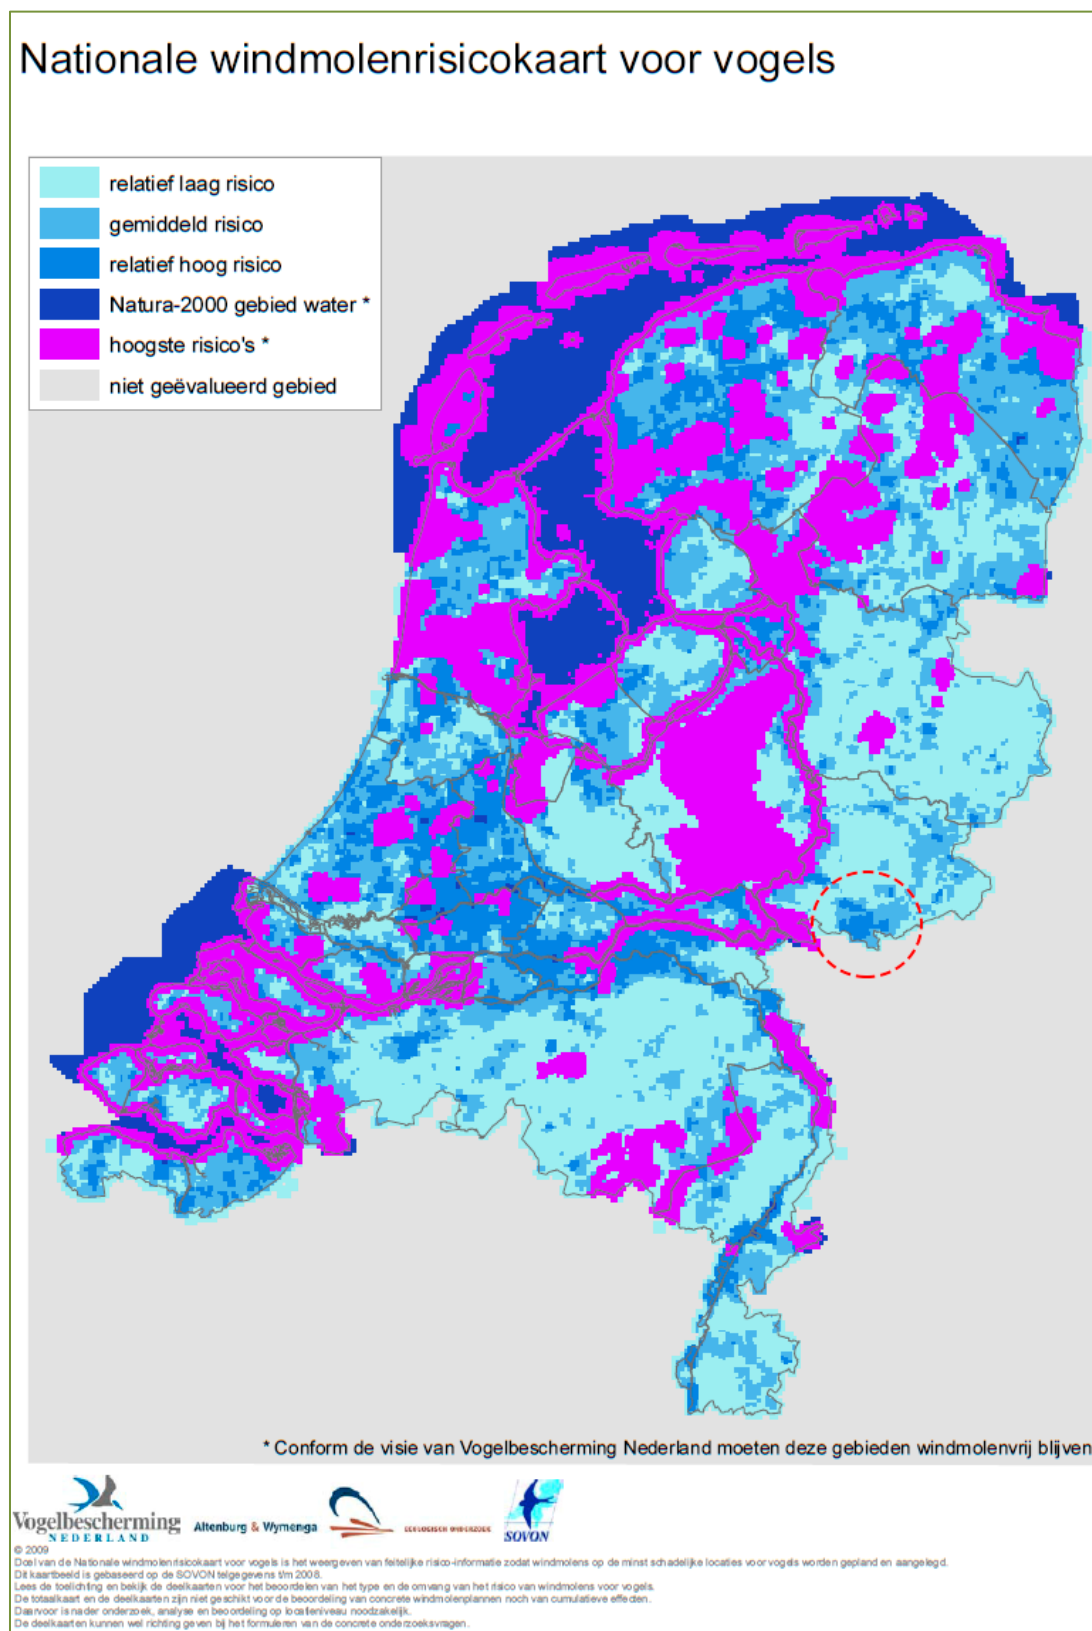 Nationale windmolenrisicokaart voor vogels
relatief laag risico
gemiddeld risico
relatief hoog risico
Natura-2000 gebied water *
hoogste risico's *
niet geëvalueerd gebied
* Conform de visie van Vogelbescherming Nederland moeten deze gebieden windmolenvrij blijven
Vogelbescherming
NEDERLAND
Altenburg & Wymenga
ECOLOGISCH ONDERZOEK
SOVON
© 2009
Doel van de Nationale windmolenrisicokaart voor vogels is het weergeven van feitelijke risico-informatie zodat windmolens op de minst schadelijke locaties voor vogels worden gepland en aangelegd.
Dit kaartbeeld is gebaseerd op de SOVON telgegevens t/m 2008.
Lees de toelichting en bekijk de deelkaarten voor het beoordelen van het type en de omvang van het risico van windmolens voor vogels.
De totaalkaart en de deelkaarten zijn niet geschikt voor de beoordeling van concrete windmolenplannen noch van cumulatieve effecten.
Daarvoor is nader onderzoek, analyse en beoordeling op locatieniveau noodzakelijk.
De deelkaarten kunnen wel richting geven bij het formuleren van de concrete onderzoeksvragen.